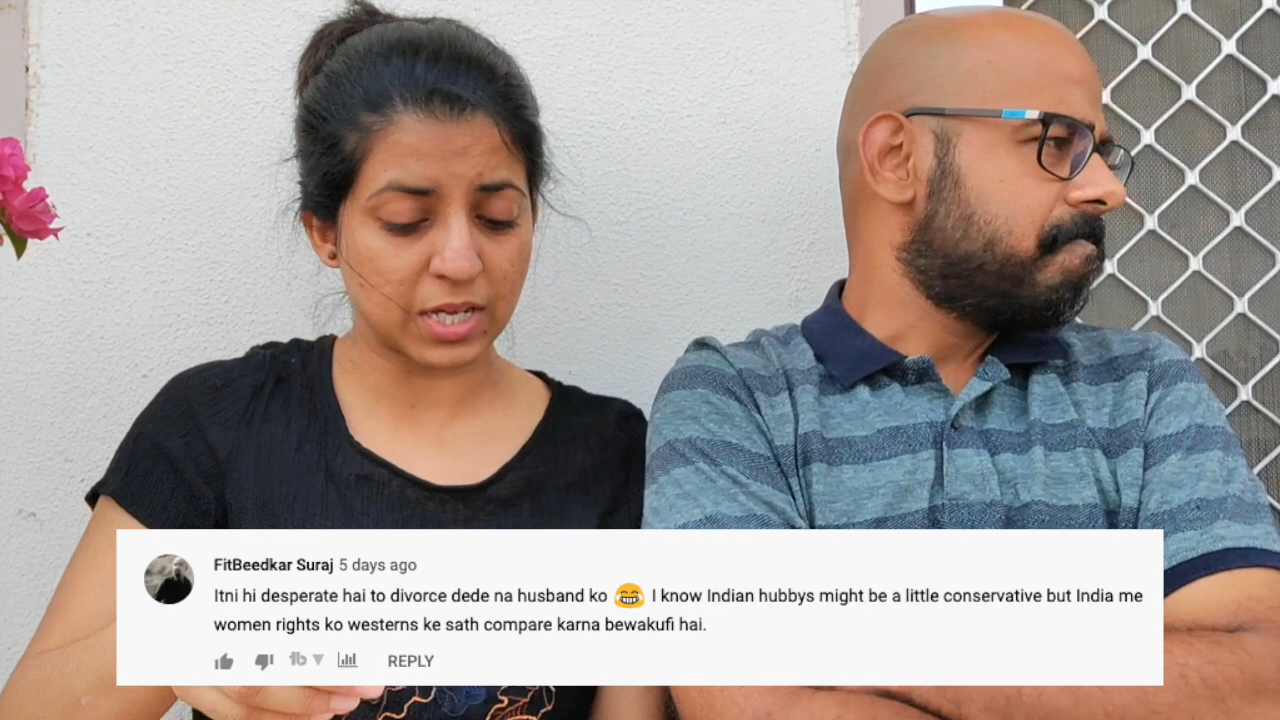 FitBeedkar Suraj 5 days ago
Itni hi desperate hai to divorce dede na husband ko 😂 I know Indian hubbys might be a little conservative but India me
women rights ko westerns ke sath compare karna bewakufi hai.
REPLY